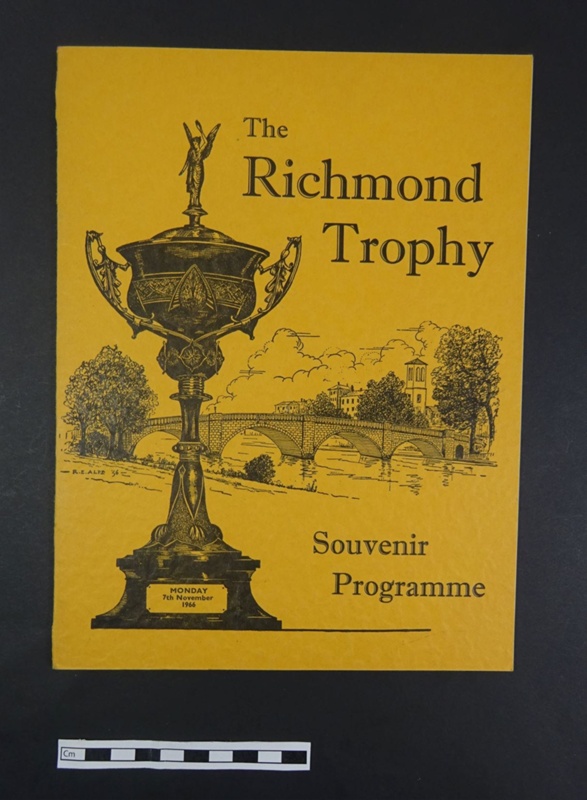 The
Richmond
Trophy
Souvenir
Programme
MONDAY
7th November
1966
Cm